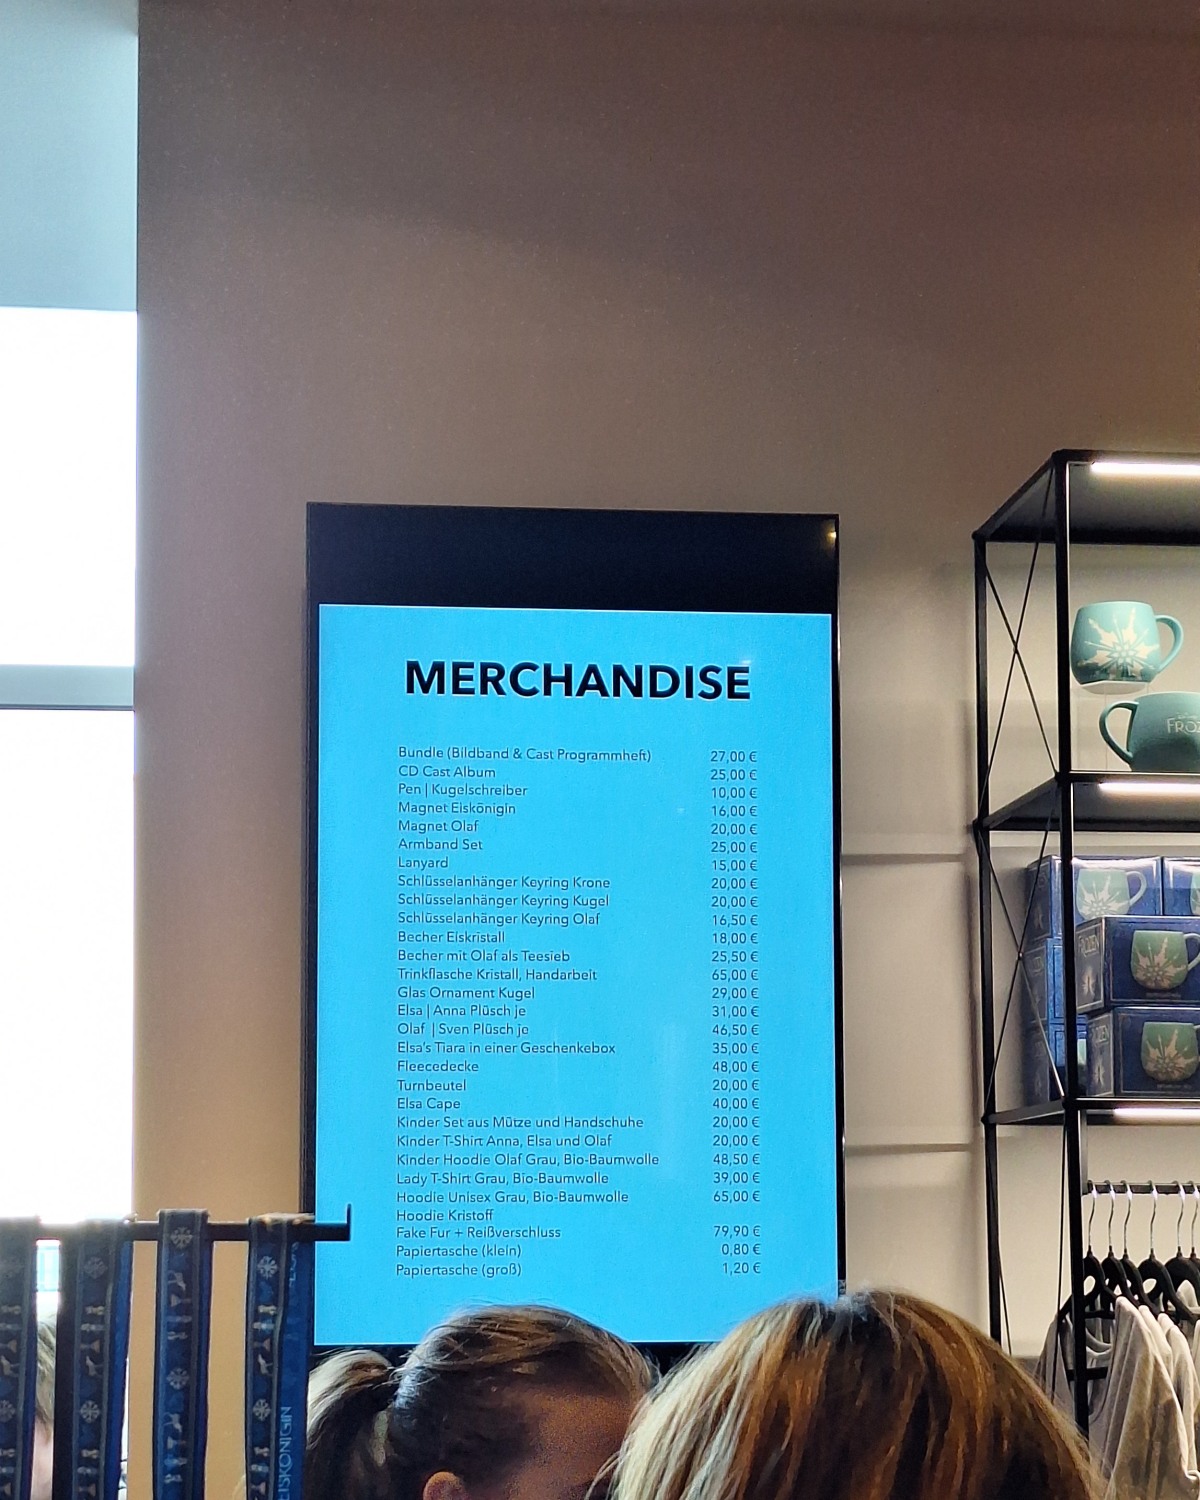 MERCHANDISE
Bundle (Bildband & Cast Programmheft) 27,00 €
CD Cast Album 25,00 €
Pen | Kugelschreiber 10,00 €
Magnet Eiskönigin 16,00 €
Magnet Olaf 20,00 €
Armband Set 25,00 €
Lanyard 15,00 €
Schlüsselanhänger Keyring Krone 20,00 €
Schlüsselanhänger Keyring Kugel 20,00 €
Schlüsselanhänger Keyring Olaf 16,50 €
Becher Eiskristall 18,00 €
Becher mit Olaf als Teesieb 25,50 €
Trinkflasche Kristall, Handarbeit 65,00 €
Glas Ornament Kugel 29,00 €
Elsa | Anna Plüsch je 31,00 €
Olaf | Sven Plüsch je 46,50 €
Elsa's Tiara in einer Geschenkebox 35,00 €
Fleecedecke 48,00 €
Turnbeutel 20,00 €
Elsa Cape 40,00 €
Kinder Set aus Mütze und Handschuhe 20,00 €
Kinder T-Shirt Anna, Elsa und Olaf 20,00 €
Kinder Hoodie Olaf Grau, Bio-Baumwolle 48,50 €
Lady T-Shirt Grau, Bio-Baumwolle 39,00 €
Hoodie Unisex Grau, Bio-Baumwolle 65,00 €
Hoodie Kristoff
Fake Fur + Reißverschluss 79,90 €
Papiertasche (klein) 0,80 €
Papiertasche (groß) 1,20 €
FROZEN
FROZEN
EISKÖNIGIN